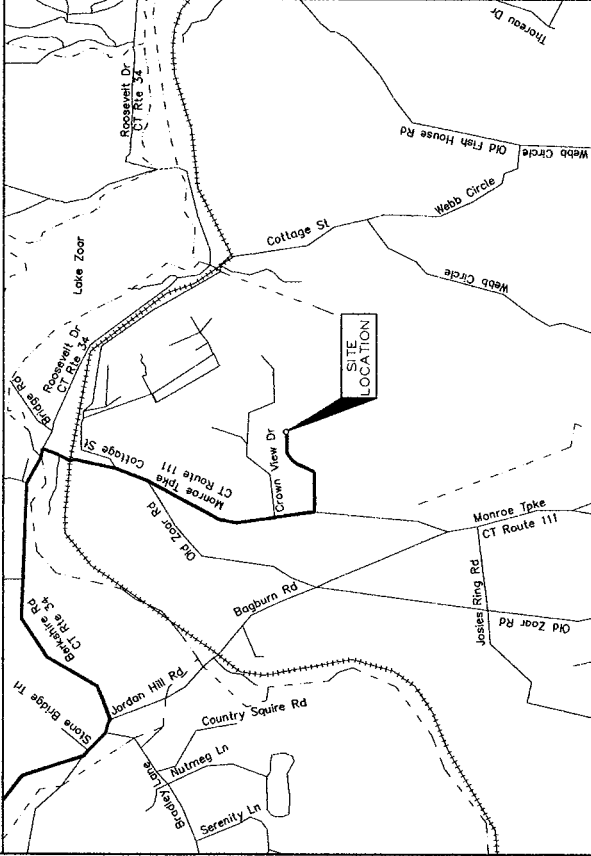 Thoreau Dr
Roosevelt Dr
CT Rte 34
Old Fish House Rd
Webb Circle
Webb Circle
Cottage St
Lake Zoar
Webb Circle
Roosevelt Dr
CT Rte 34
Bridge Rd
SITE
LOCATION
Crown View Dr
Cottage St
Monroe Tpke
CT Route 111
Old Zoar Rd
Monroe Tpke
CT Route 111
Bagburn Rd
Josies Ring Rd
Old Zoar Rd
Berkshire Rd
CT Rte 34
Stone Bridge Trl
Jordan Hill Rd
Country Squire Rd
Nutmeg Ln
Bradley Lane
Serenity Ln